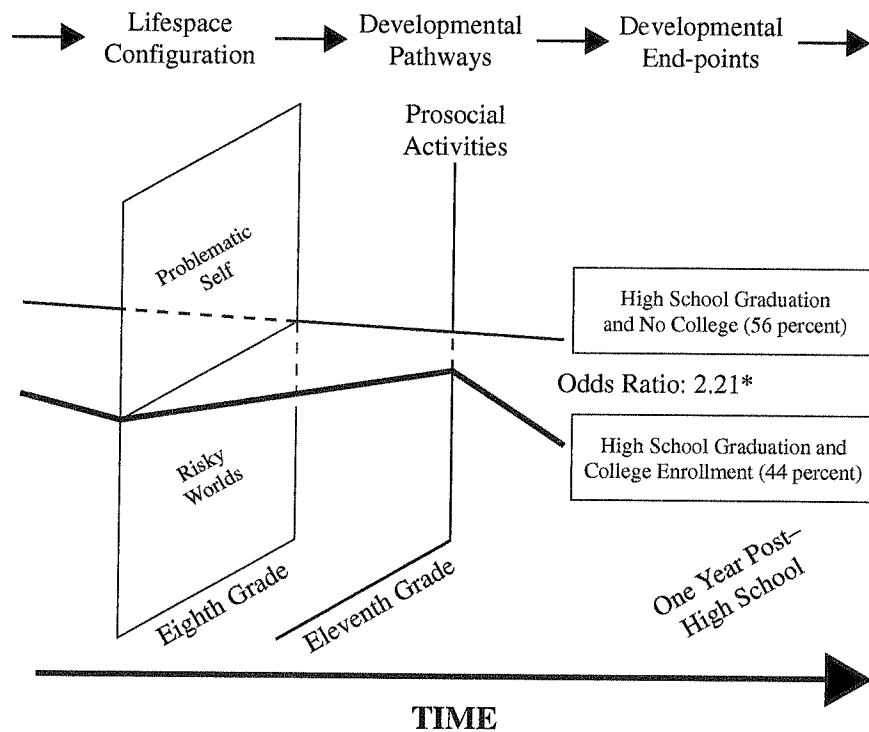 Lifespace
Configuration
Developmental
Pathways
Developmental
End-points
Prosocial
Activities
Problematic
Self
High School Graduation
and No College (56 percent)
Odds Ratio: 2.21*
High School Graduation and
College Enrollment (44 percent)
Risky
Worlds
Eighth Grade
Eleventh Grade
One Year Post–
High School
TIME